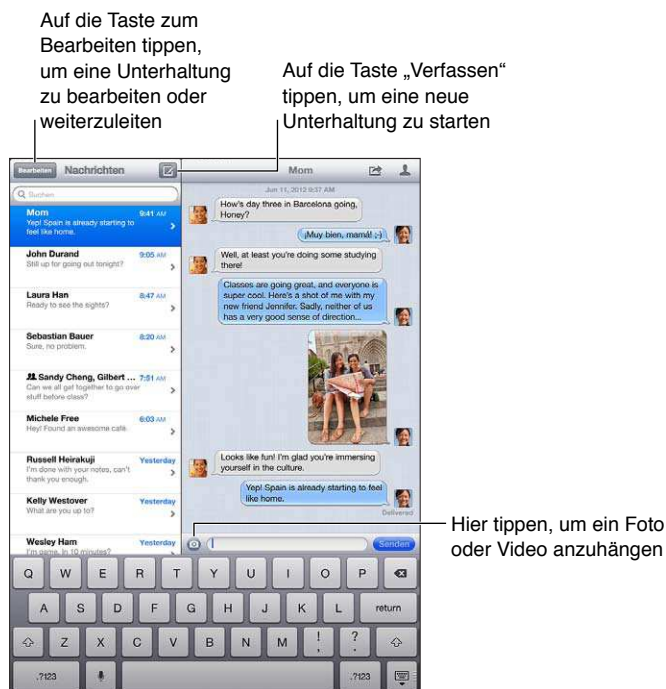 Auf die Taste zum
Bearbeiten tippen,
um eine Unterhaltung
zu bearbeiten oder
weiterzuleiten
Auf die Taste „Verfassen“
tippen, um eine neue
Unterhaltung zu starten
Bearbeiten
Nachrichten
Suchen
Mom 9:41 AM
Yep! Spain is already starting to
feel like home.
John Durand 9:05 AM
Still up for going out tonight?
Laura Han 8:47 AM
Ready to see the sights?
Sebastian Bauer 8:20 AM
Sure, no problem.
Sandy Cheng, Gilbert ... 7:51 AM
Can we all get together to go over
stuff before class?
Michele Free 6:03 AM
Hey! Found an awesome café.
Russell Heirakuji Yesterday
I'm done with your notes, can't
thank you enough.
Kelly Westover Yesterday
What are you up to?
Wesley Ham Yesterday
I'm game. In 10 minutes?
Mom
Jun 11, 2012 9:37 AM
How's day three in Barcelona going,
Honey?
¡Muy bien, mamá! ;-)
Well, at least you're doing some studying
there!
Classes are going great, and everyone is
super cool. Here's a shot of me with my
new friend Jennifer. Sadly, neither of us
has a very good sense of direction...
Looks like fun! I'm glad you're immersing
yourself in the culture.
Yep! Spain is already starting to feel
like home.
Delivered
Senden
Hier tippen, um ein Foto
oder Video anzuhängen
Q W E R T Y U I O P
A S D F G H J K L return
Z X C V B N M ! , ? .
.?123 .?123